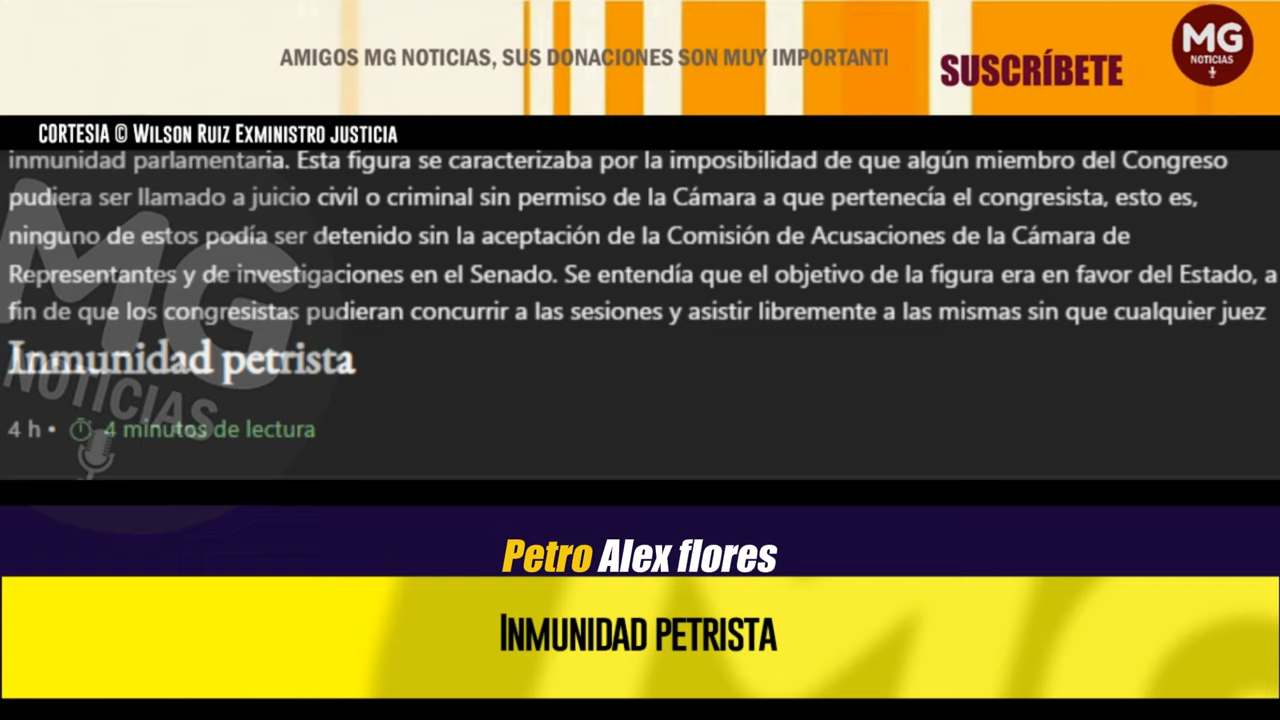 AMIGOS MG NOTICIAS, SUS DONACIONES SON MUY IMPORTANTI
SUSCRÍBETE
MG
NOTICIAS
CORTESIA © WILSON RUIZ EXMINISTRO JUSTICIA
inmunidad parlamentaria. Esta figura se caracterizaba por la imposibilidad de que algún miembro del Congreso
pudiera ser llamado a juicio civil o criminal sin permiso de la Cámara a que pertenecía el congresista, esto es,
ninguno de estos podía ser detenido sin la aceptación de la Comisión de Acusaciones de la Cámara de
Representantes y de investigaciones en el Senado. Se entendía que el objetivo de la figura era en favor del Estado, a
fin de que los congresistas pudieran concurrir a las sesiones y asistir libremente a las mismas sin que cualquier juez
Inmunidad petrista
4 h • 4 minutos de lectura
MG
NOTICIAS
Petro Alex flores
INMUNIDAD PETRISTA